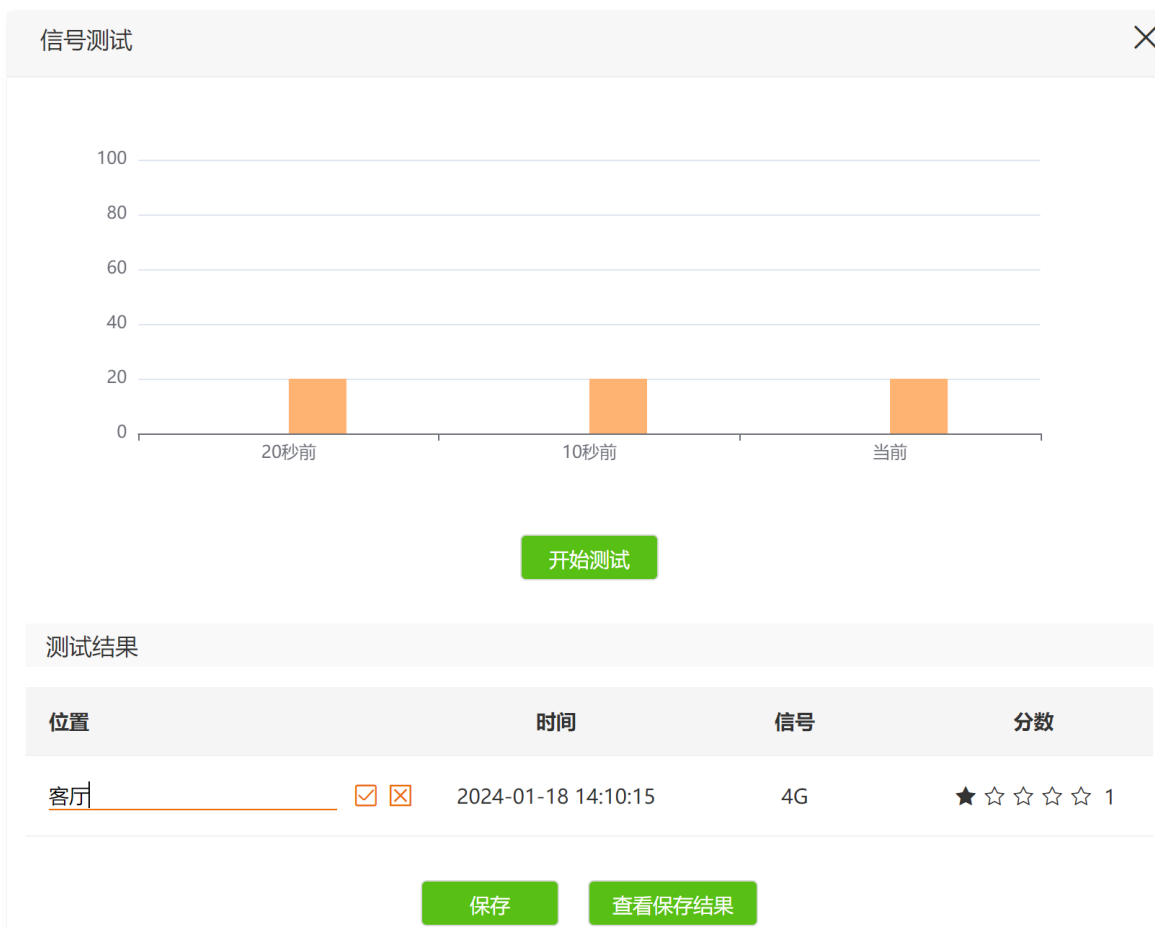 信号测试
100
80
60
40
20
0
20秒前 10秒前 当前
开始测试
测试结果
位置 时间 信号 分数
客厅 2024-01-18 14:10:15 4G 1
保存 查看保存结果